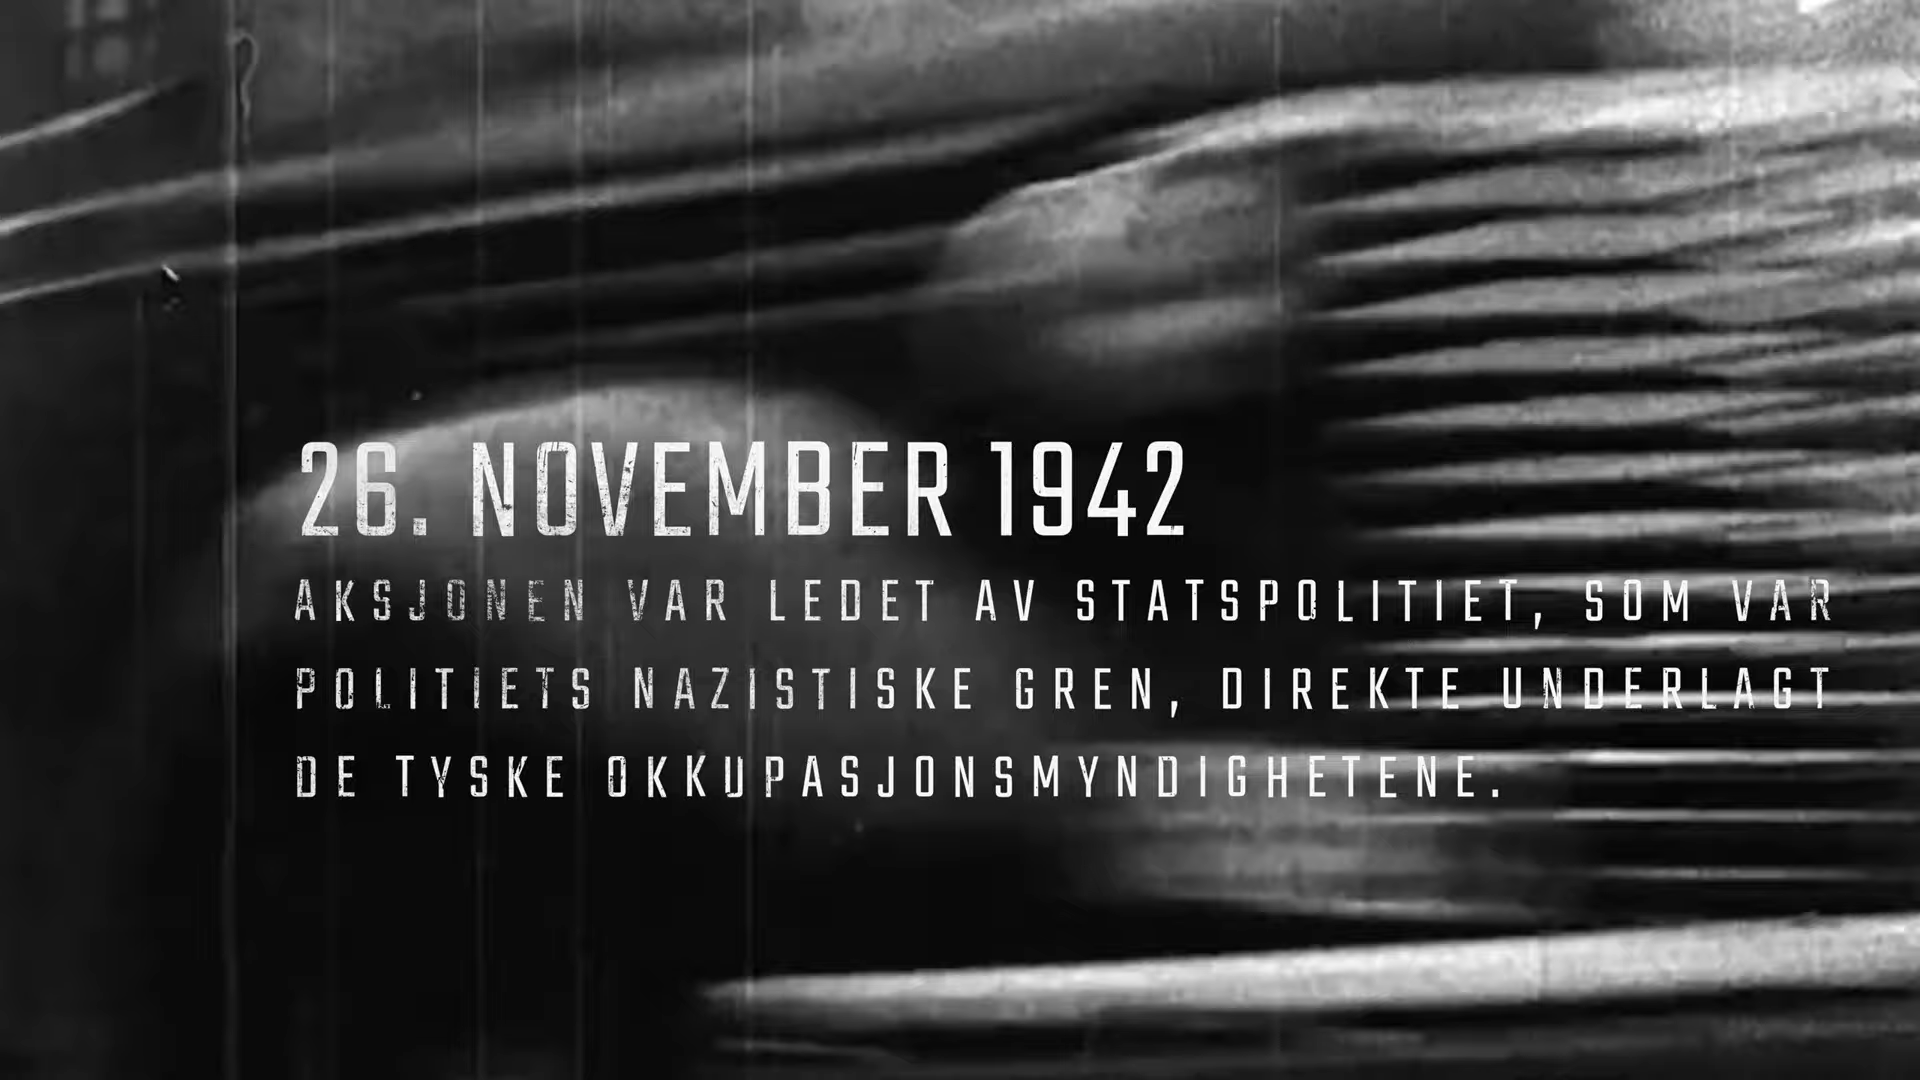 26. NOVEMBER 1942
AKSJONEN VAR LEDET AV STATSPOLITIET, SOM VAR
POLITIETS NAZISTISKE GREN, DIREKTE UNDERLAGT
DE TYSKE OKKUPASJONSMYNDIGHETENE.